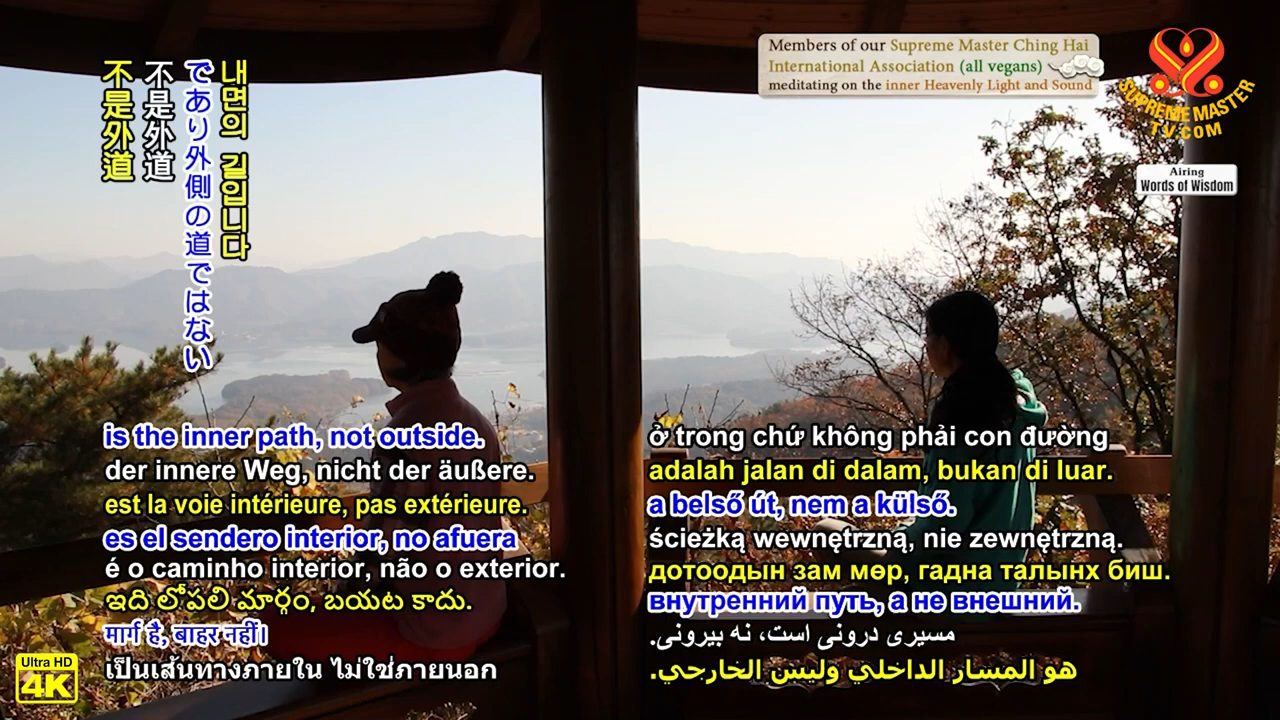 Members of our Supreme Master Ching Hai
International Association (all vegans)
meditating on the inner Heavenly Light and Sound
SUPREME MASTER
TV.COM
Airing
Words of Wisdom
내면의 길입니다
であり外側の道ではない
不是外道
不是外道
is the inner path, not outside.
der innere Weg, nicht der äußere.
est la voie intérieure, pas extérieure.
es el sendero interior, no afuera
é o caminho interior, não o exterior.
ఇది లోపలి మార్గం, బయట కాదు.
मार्ग है, बाहर नहीं।
เป็นเส้นทางภายใน ไม่ใช่ภายนอก
ở trong chứ không phải con đường
adalah jalan di dalam, bukan di luar.
a belső út, nem a külső.
ścieżką wewnętrzną, nie zewnętrzną.
дотоодын зам мөр, гадна талынх биш.
внутренний путь, а не внешний.
مسیری درونی است، نه بیرونی.
هو المسار الداخلي وليس الخارجي.
Ultra HD
4K